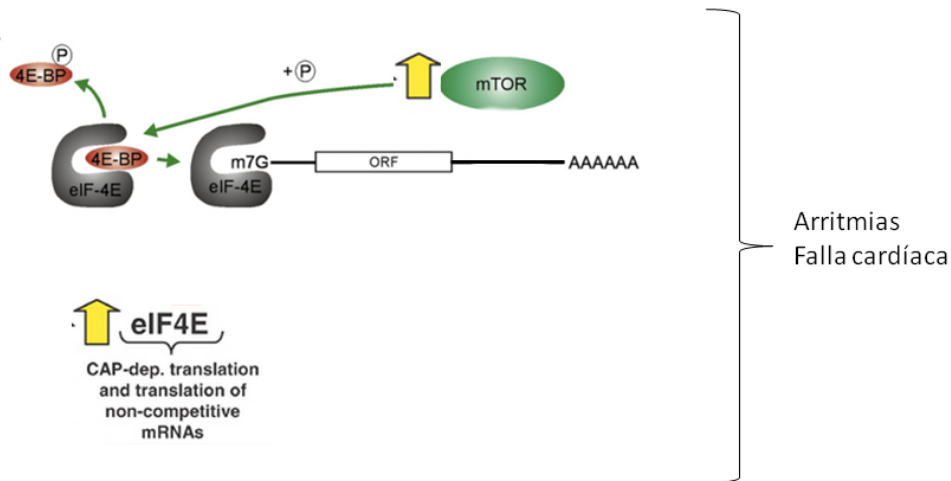 P
4E-BP
+P
mTOR
4E-BP
eIF-4E
m7G
eIF-4E
ORF
AAAAAA
Arritmias
Falla cardíaca
eIF4E
CAP-dep. translation
and translation of
non-competitive
mRNAs